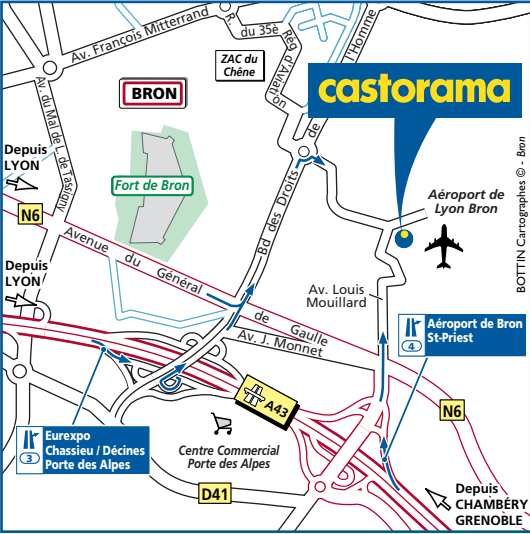 Av. François Mitterrand
R.
du 35è
Rég d'Aviation
l'Homme
ZAC du
Chêne
BRON
castorama
Av. du Mal de L. de Tassigny
Depuis
LYON
Fort de Bron
Bd des Droits de
Aéroport de
Lyon Bron
BOTTIN Cartographes © - Bron
N6
Avenue du Général de Gaulle
Depuis
LYON
Av. Louis
Mouillard
Av. J. Monnet
4
Aéroport de Bron
St-Priest
A43
N6
3
Eurexpo
Chassieu / Décines
Porte des Alpes
Centre Commercial
Porte des Alpes
D41
Depuis
CHAMBÉRY
GRENOBLE